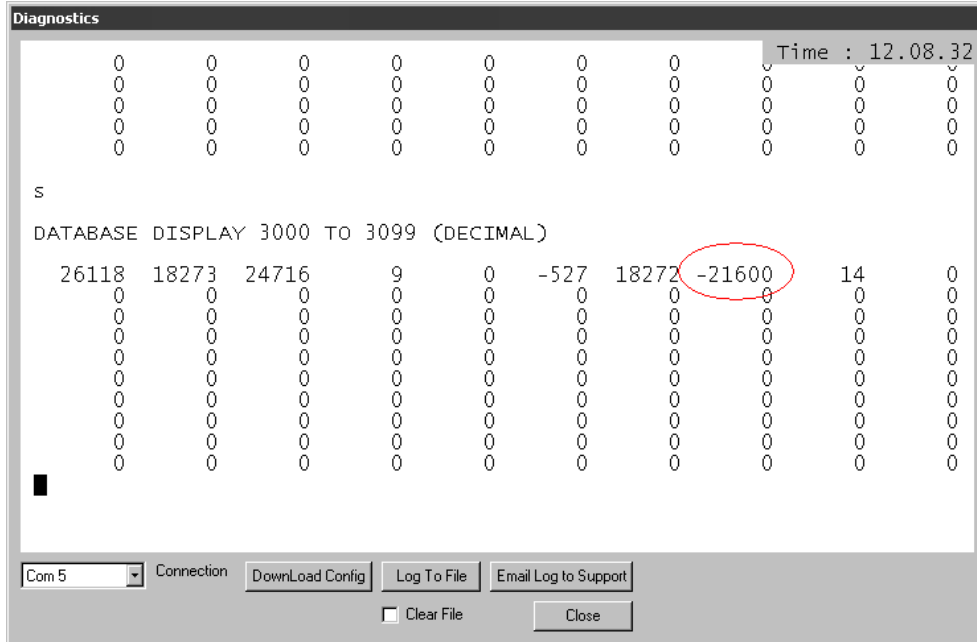 Diagnostics
Time : 12.08.32
0 0 0 0 0 0 0 0 0 0
0 0 0 0 0 0 0 0 0 0
0 0 0 0 0 0 0 0 0 0
0 0 0 0 0 0 0 0 0 0
0 0 0 0 0 0 0 0 0 0
S
DATABASE DISPLAY 3000 TO 3099 (DECIMAL)
26118 18273 24716 9 0 -527 18272 -21600 14 0
0 0 0 0 0 0 0 0 0 0
0 0 0 0 0 0 0 0 0 0
0 0 0 0 0 0 0 0 0 0
0 0 0 0 0 0 0 0 0 0
0 0 0 0 0 0 0 0 0 0
0 0 0 0 0 0 0 0 0 0
0 0 0 0 0 0 0 0 0 0
0 0 0 0 0 0 0 0 0 0
0 0 0 0 0 0 0 0 0 0
Com 5 Connection DownLoad Config Log To File Email Log to Support
Clear File Close